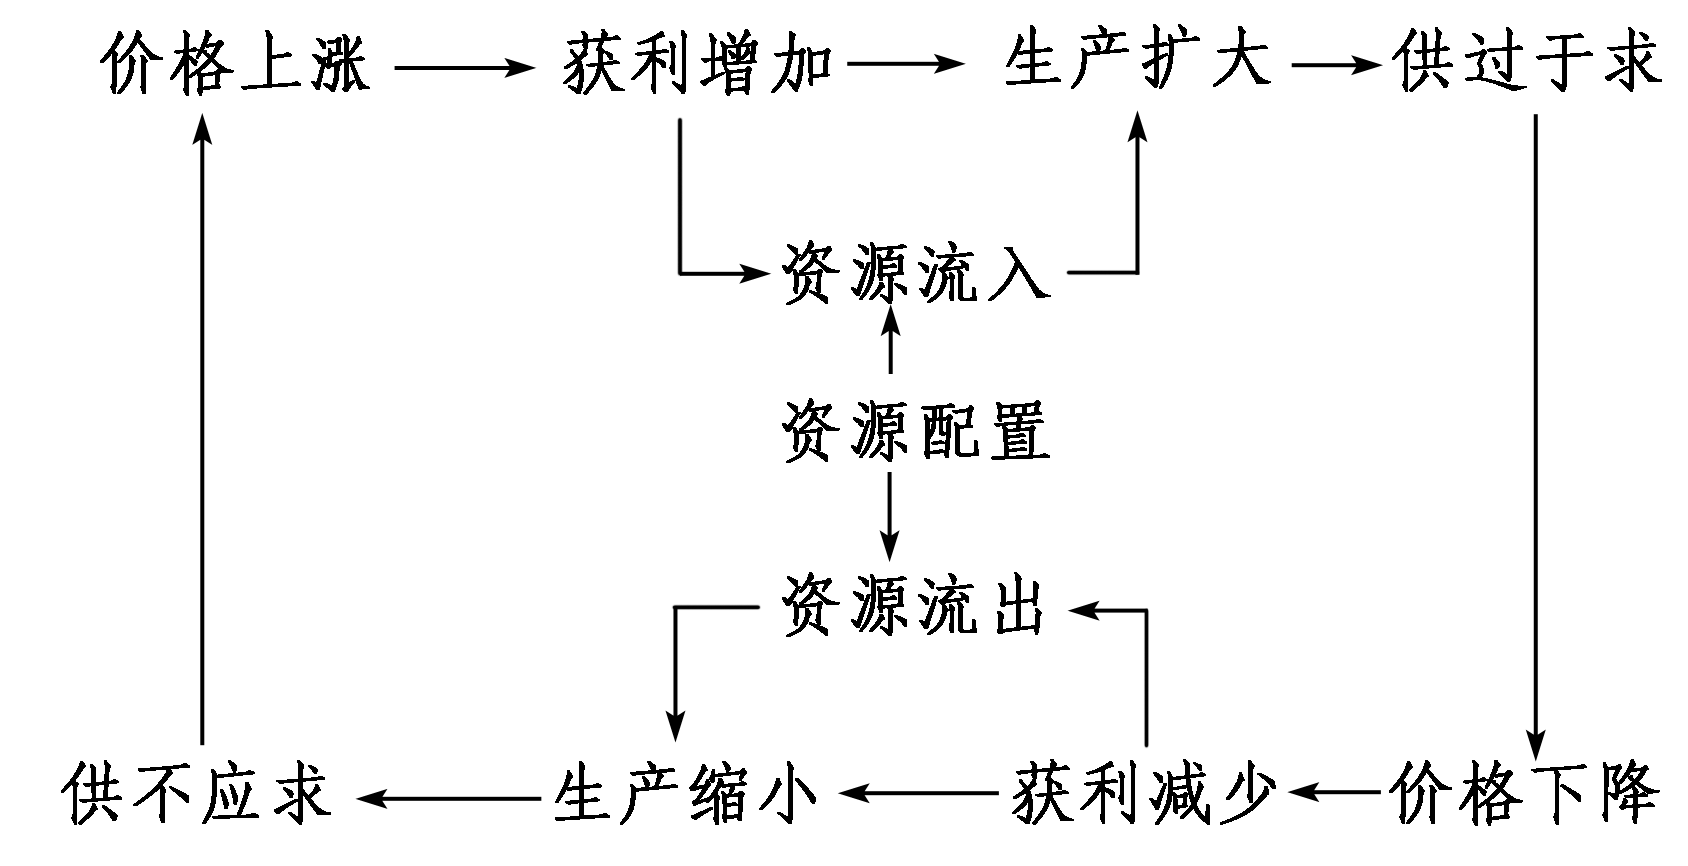 价格上涨 获利增加 生产扩大 供过于求
资源流入
资源配置
资源流出
供不应求 生产缩小 获利减少 价格下降